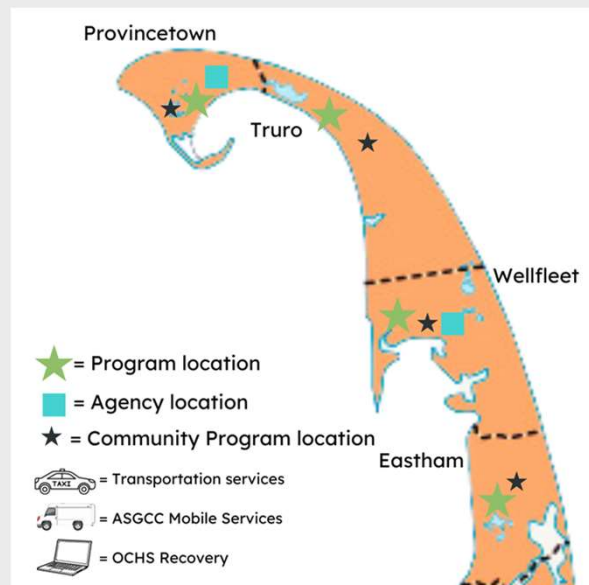 Provincetown
Truro
Wellfleet
Eastham
= Program location
= Agency location
= Community Program location
TAXI = Transportation services
= ASGCC Mobile Services
= OCHS Recovery